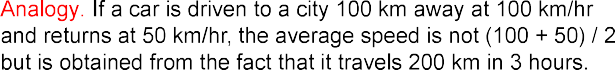 Analogy. If a car is driven to a city 100 km away at 100 km/hr
and returns at 50 km/hr, the average speed is not (100 + 50) / 2
but is obtained from the fact that it travels 200 km in 3 hours.